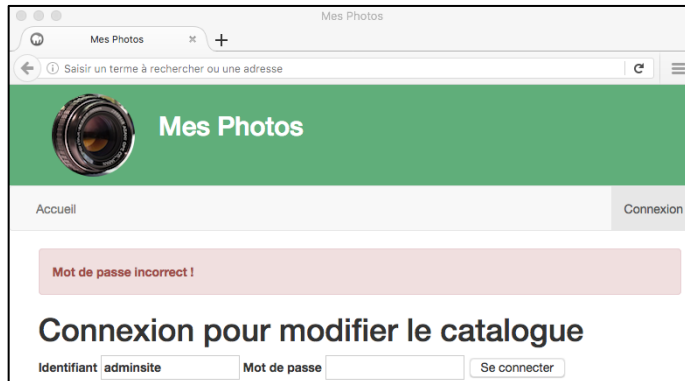 Mes Photos
Mes Photos × +
Saisir un terme à rechercher ou une adresse
Mes Photos
Accueil Connexion
Mot de passe incorrect !
Connexion pour modifier le catalogue
Identifiant adminsite Mot de passe Se connecter